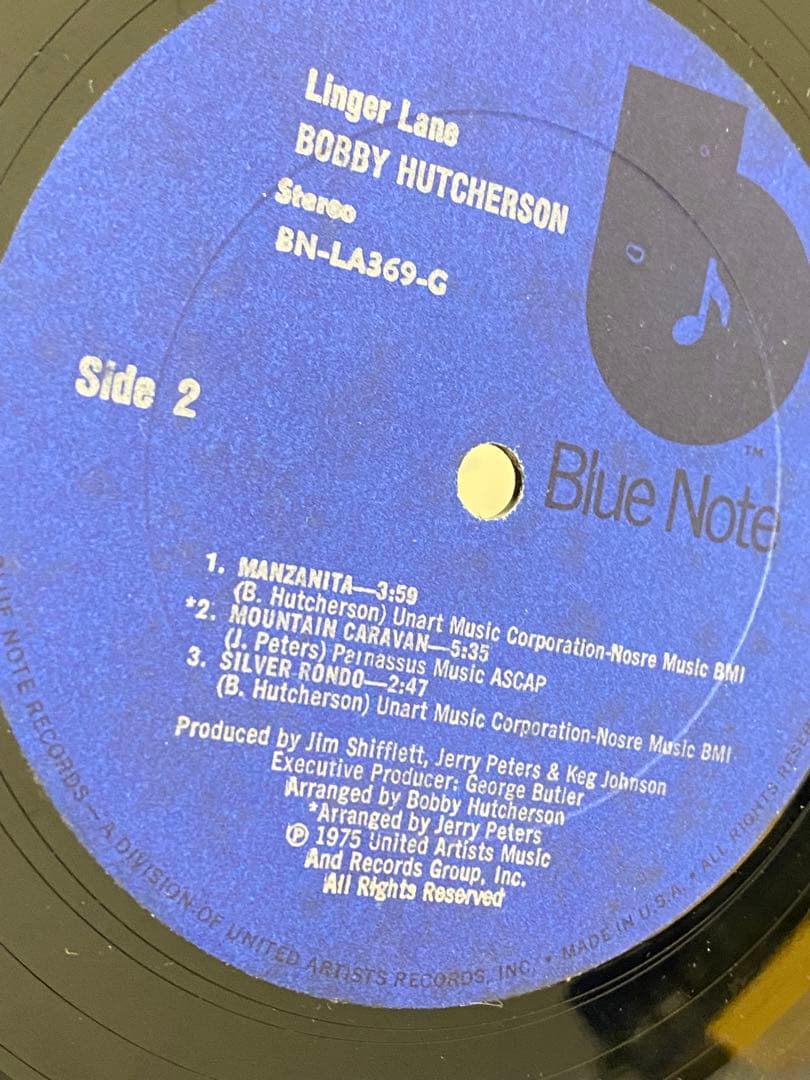 Linger Lane
BOBBY HUTCHERSON
Stereo
BN-LA369-G
Side 2
b
TM
Blue Note
1. MANZANITA—3:59
(B. Hutcherson) Unart Music Corporation-Nosre Music BMI
*2. MOUNTAIN CARAVAN—5:35
(J. Peters) Parnassus Music ASCAP
3. SILVER RONDO—2:47
(B. Hutcherson) Unart Music Corporation-Nosre Music BMI
Produced by Jim Shifflett, Jerry Peters & Keg Johnson
Executive Producer: George Butler
Arranged by Bobby Hutcherson
*Arranged by Jerry Peters
℗ 1975 United Artists Music
And Records Group, Inc.
All Rights Reserved
BLUE NOTE RECORDS — A DIVISION OF UNITED ARTISTS RECORDS, INC. • MADE IN U.S.A. • ALL RIGHTS